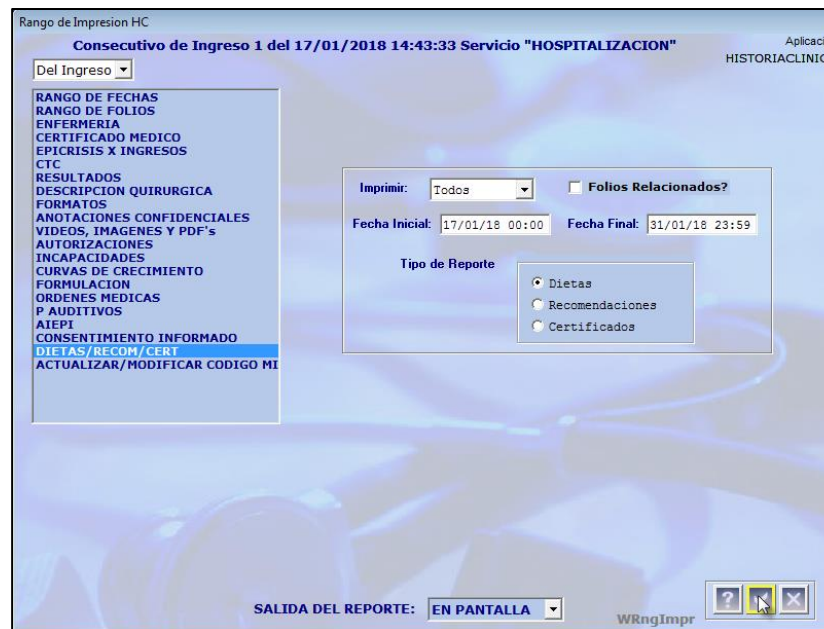 Rango de Impresion HC
Consecutivo de Ingreso 1 del 17/01/2018 14:43:33 Servicio "HOSPITALIZACION"
Aplicaci
HISTORIACLINIC
Del Ingreso
RANGO DE FECHAS
RANGO DE FOLIOS
ENFERMERIA
CERTIFICADO MEDICO
EPICRISIS X INGRESOS
CTC
RESULTADOS
DESCRIPCION QUIRURGICA
FORMATOS
ANOTACIONES CONFIDENCIALES
VIDEOS, IMAGENES Y PDF's
AUTORIZACIONES
INCAPACIDADES
CURVAS DE CRECIMIENTO
FORMULACION
ORDENES MEDICAS
P AUDITIVOS
AIEPI
CONSENTIMIENTO INFORMADO
DIETAS/RECOM/CERT
ACTUALIZAR/MODIFICAR CODIGO MI
Imprimir: Todos Folios Relacionados?
Fecha Inicial: 17/01/18 00:00 Fecha Final: 31/01/18 23:59
Tipo de Reporte
Dietas
Recomendaciones
Certificados
SALIDA DEL REPORTE: EN PANTALLA
WRngImpr
?